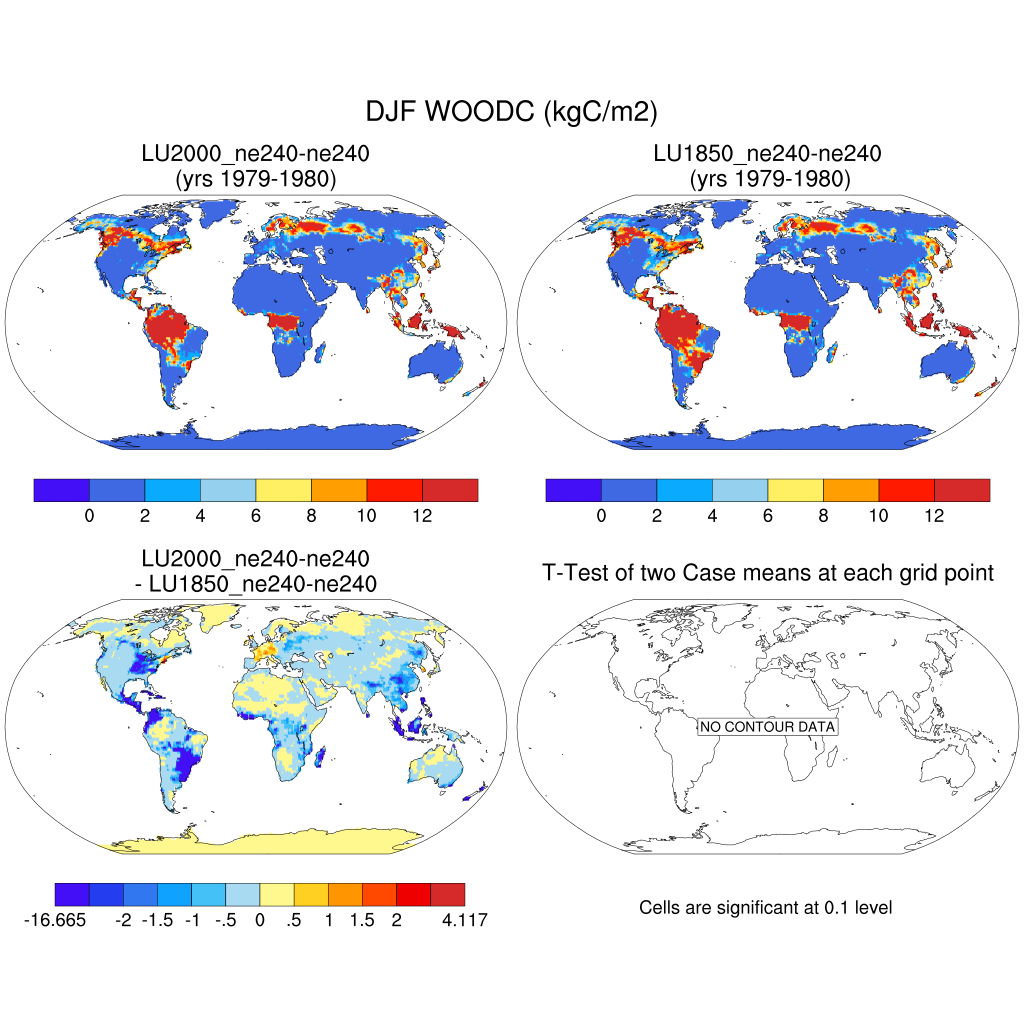 DJF WOODC (kgC/m2)
LU2000_ne240-ne240
(yrs 1979-1980)
LU1850_ne240-ne240
(yrs 1979-1980)
0 2 4 6 8 10 12
0 2 4 6 8 10 12
LU2000_ne240-ne240
- LU1850_ne240-ne240
T-Test of two Case means at each grid point
NO CONTOUR DATA
-16.665 -2 -1.5 -1 -.5 0 .5 1 1.5 2 4.117
Cells are significant at 0.1 level